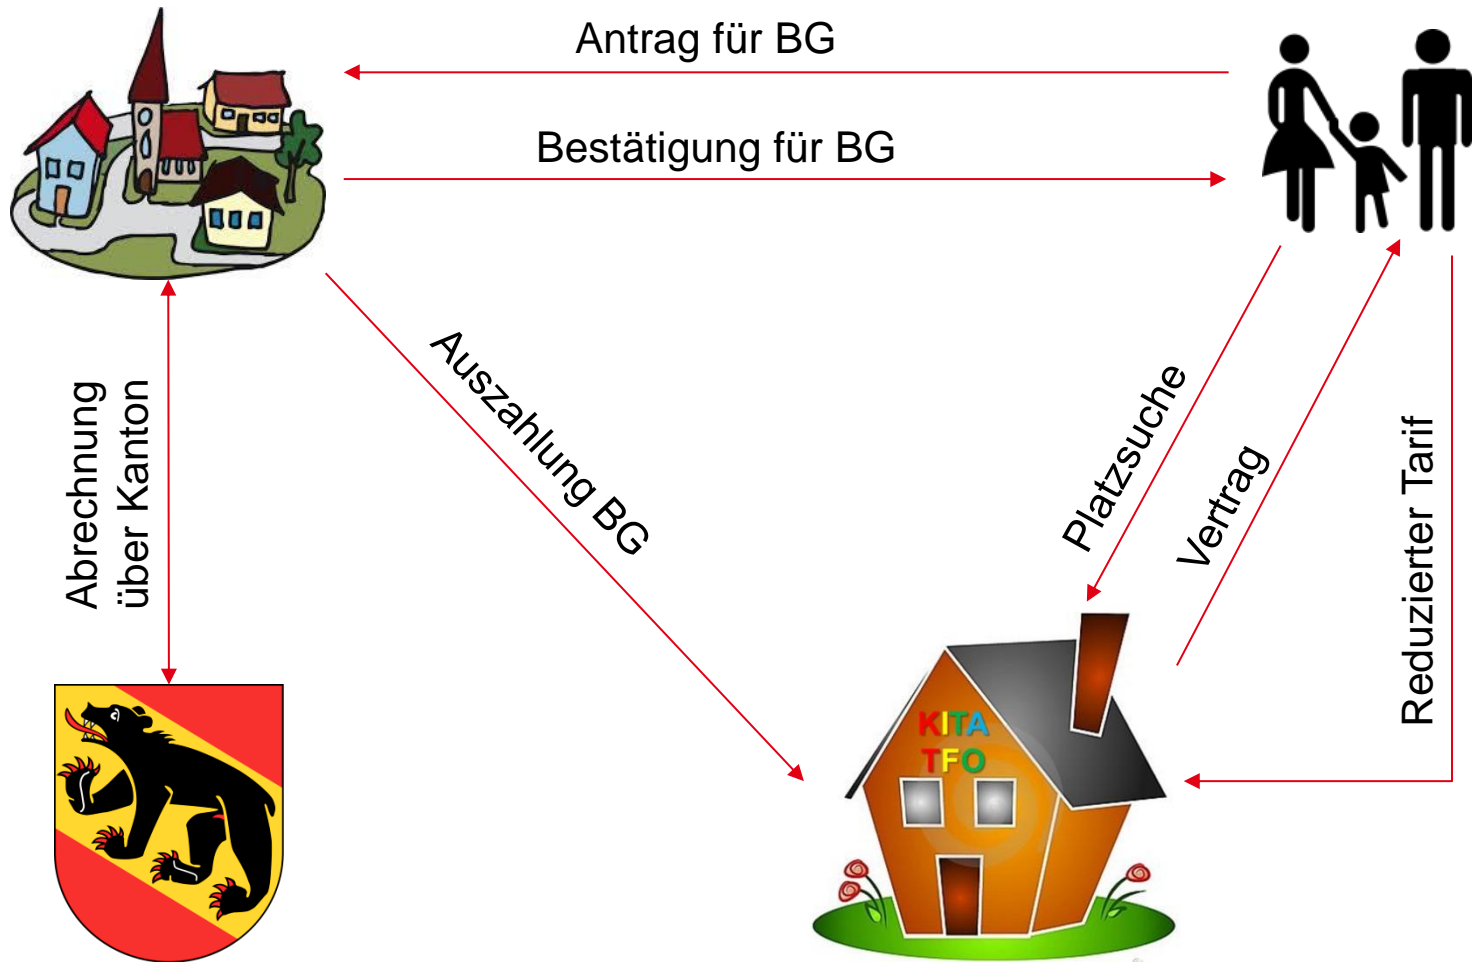 Antrag für BG
Bestätigung für BG
Auszahlung BG
Abrechnung
über Kanton
Platzsuche
Vertrag
Reduzierter Tarif
KITA
TFO